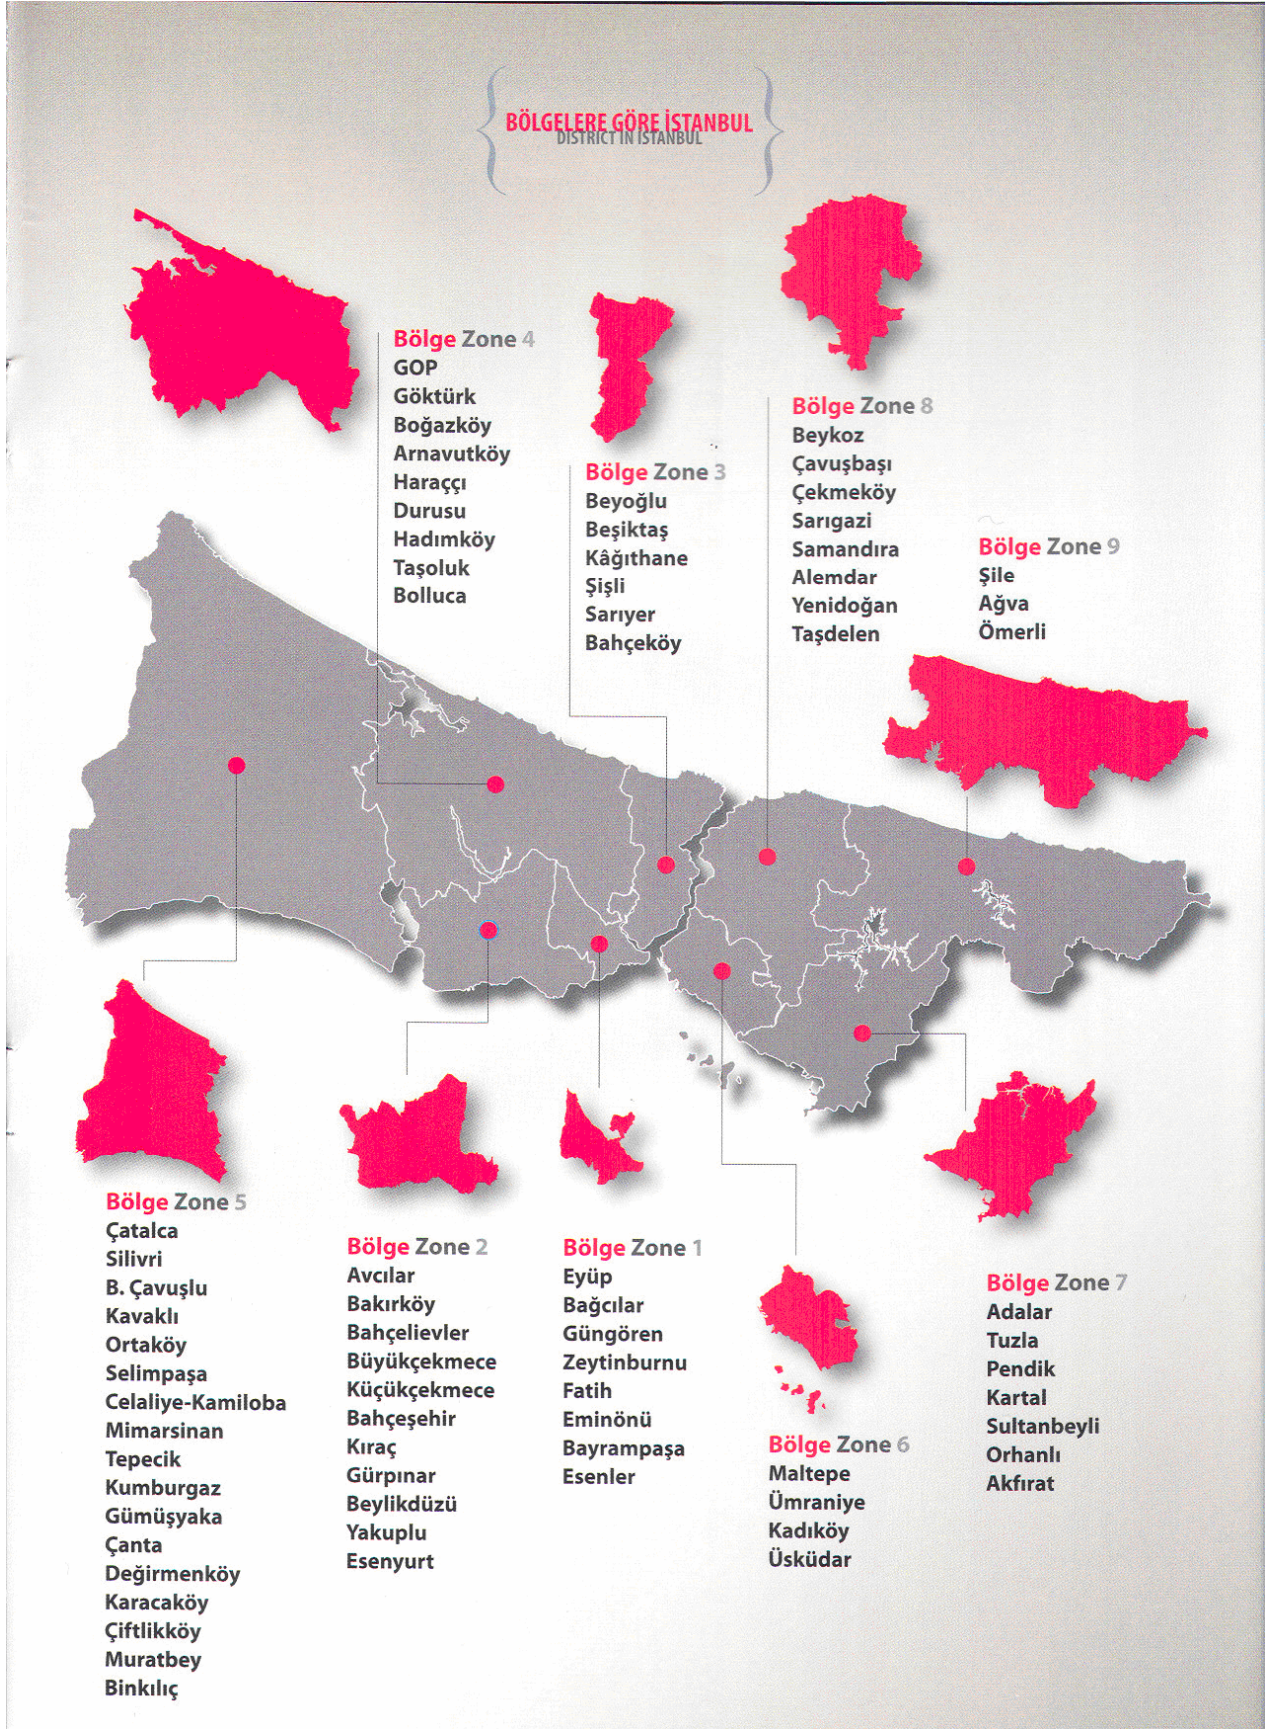 BÖLGELERE GÖRE İSTANBUL
DISTRICT IN ISTANBUL
Bölge Zone 4
GOP
Göktürk
Boğazköy
Arnavutköy
Haraççı
Durusu
Hadımköy
Taşoluk
Bolluca
Bölge Zone 3
Beyoğlu
Beşiktaş
Kâğıthane
Şişli
Sarıyer
Bahçeköy
Bölge Zone 8
Beykoz
Çavuşbaşı
Çekmeköy
Sarıgazi
Samandıra
Alemdar
Yenidoğan
Taşdelen
Bölge Zone 9
Şile
Ağva
Ömerli
Bölge Zone 5
Çatalca
Silivri
B. Çavuşlu
Kavaklı
Ortaköy
Selimpaşa
Celaliye-Kamiloba
Mimarsinan
Tepecik
Kumburgaz
Gümüşyaka
Çanta
Değirmenköy
Karacaköy
Çiftlikköy
Muratbey
Binkılıç
Bölge Zone 2
Avcılar
Bakırköy
Bahçelievler
Büyükçekmece
Küçükçekmece
Bahçeşehir
Kıraç
Gürpınar
Beylikdüzü
Yakuplu
Esenyurt
Bölge Zone 1
Eyüp
Bağcılar
Güngören
Zeytinburnu
Fatih
Eminönü
Bayrampaşa
Esenler
Bölge Zone 6
Maltepe
Ümraniye
Kadıköy
Üsküdar
Bölge Zone 7
Adalar
Tuzla
Pendik
Kartal
Sultanbeyli
Orhanlı
Akfırat